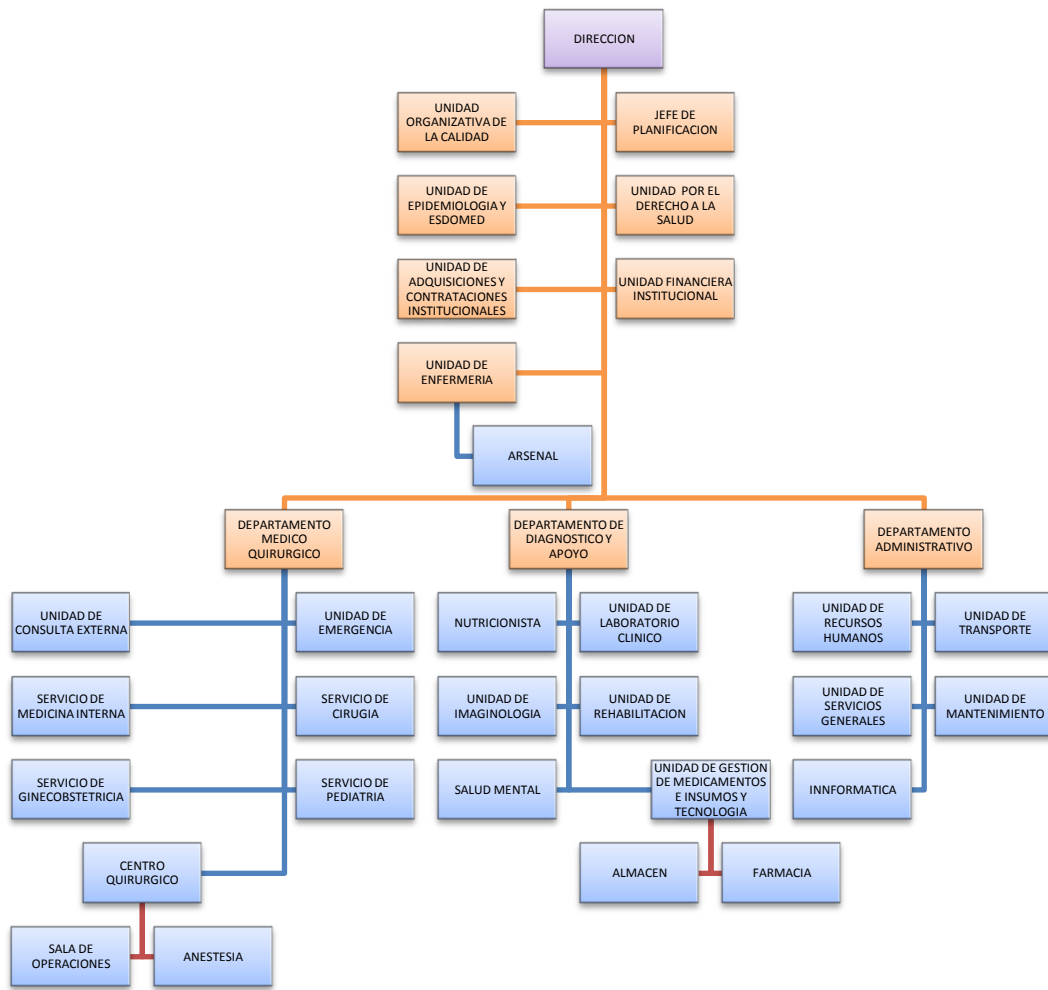 DIRECCION
UNIDAD
ORGANIZATIVA DE
LA CALIDAD
JEFE DE
PLANIFICACION
UNIDAD DE
EPIDEMIOLOGIA Y
ESDOMED
UNIDAD POR EL
DERECHO A LA
SALUD
UNIDAD DE
ADQUISICIONES Y
CONTRATACIONES
INSTITUCIONALES
UNIDAD FINANCIERA
INSTITUCIONAL
UNIDAD DE
ENFERMERIA
ARSENAL
DEPARTAMENTO
MEDICO
QUIRURGICO
DEPARTAMENTO DE
DIAGNOSTICO Y
APOYO
DEPARTAMENTO
ADMINISTRATIVO
UNIDAD DE
CONSULTA EXTERNA
UNIDAD DE
EMERGENCIA
NUTRICIONISTA
UNIDAD DE
LABORATORIO
CLINICO
UNIDAD DE
RECURSOS
HUMANOS
UNIDAD DE
TRANSPORTE
SERVICIO DE
MEDICINA INTERNA
SERVICIO DE
CIRUGIA
UNIDAD DE
IMAGINOLOGIA
UNIDAD DE
REHABILITACION
UNIDAD DE
SERVICIOS
GENERALES
UNIDAD DE
MANTENIMIENTO
SERVICIO DE
GINECOBSTETRICIA
SERVICIO DE
PEDIATRIA
SALUD MENTAL
UNIDAD DE GESTION
DE MEDICAMENTOS
E INSUMOS Y
TECNOLOGIA
INNFORMATICA
CENTRO
QUIRURGICO
ALMACEN
FARMACIA
SALA DE
OPERACIONES
ANESTESIA